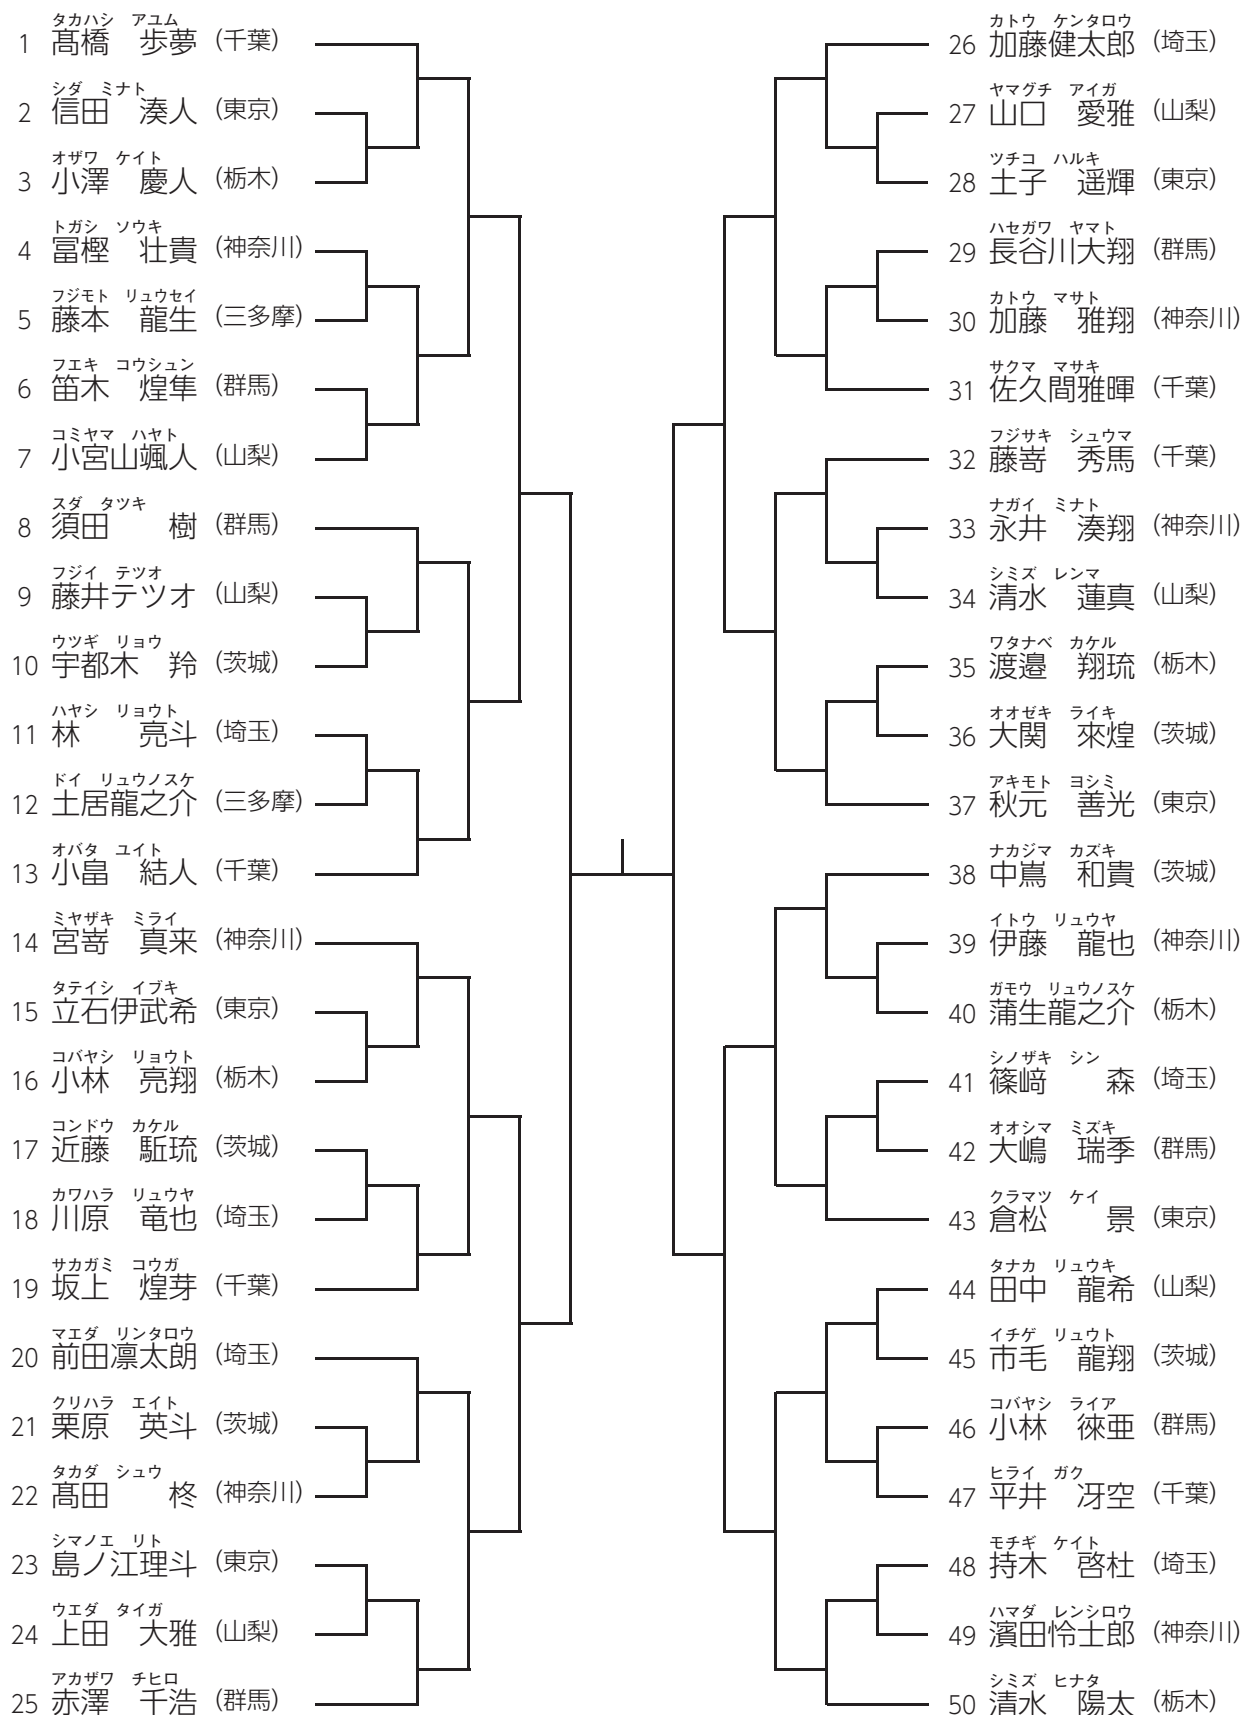 タカハシ　アユム
1 髙橋　歩夢（千葉）
シダ　ミナト
2 信田　湊人（東京）
オザワ　ケイト
3 小澤　慶人（栃木）
トガシ　ソウキ
4 冨樫　壮貴（神奈川）
フジモト　リュウセイ
5 藤本　龍生（三多摩）
フエキ　コウシュン
6 笛木　煌隼（群馬）
コミヤマ　ハヤト
7 小宮山颯人（山梨）
スダ　タツキ
8 須田　　樹（群馬）
フジイ　テツオ
9 藤井テツオ（山梨）
ウツギ　リョウ
10 宇都木　羚（茨城）
ハヤシ　リョウト
11 林　　亮斗（埼玉）
ドイ　リュウノスケ
12 土居龍之介（三多摩）
オバタ　ユイト
13 小畠　結人（千葉）
ミヤザキ　ミライ
14 宮嵜　真来（神奈川）
タテイシ　イブキ
15 立石伊武希（東京）
コバヤシ　リョウト
16 小林　亮翔（栃木）
コンドウ　カケル
17 近藤　駈琉（茨城）
カワハラ　リュウヤ
18 川原　竜也（埼玉）
サカガミ　コウガ
19 坂上　煌芽（千葉）
マエダ　リンタロウ
20 前田凛太朗（埼玉）
クリハラ　エイト
21 栗原　英斗（茨城）
タカダ　シュウ
22 髙田　　柊（神奈川）
シマノエ　リト
23 島ノ江理斗（東京）
ウエダ　タイガ
24 上田　大雅（山梨）
アカザワ　チヒロ
25 赤澤　千浩（群馬）
カトウ　ケンタロウ
26 加藤健太郎（埼玉）
ヤマグチ　アイガ
27 山口　愛雅（山梨）
ツチコ　ハルキ
28 土子　遥輝（東京）
ハセガワ　ヤマト
29 長谷川大翔（群馬）
カトウ　マサト
30 加藤　雅翔（神奈川）
サクマ　マサキ
31 佐久間雅暉（千葉）
フジサキ　シュウマ
32 藤嵜　秀馬（千葉）
ナガイ　ミナト
33 永井　湊翔（神奈川）
シミズ　レンマ
34 清水　蓮真（山梨）
ワタナベ　カケル
35 渡邉　翔琉（栃木）
オオゼキ　ライキ
36 大関　來煌（茨城）
アキモト　ヨシミ
37 秋元　善光（東京）
ナカジマ　カズキ
38 中嶌　和貴（茨城）
イトウ　リュウヤ
39 伊藤　龍也（神奈川）
ガモウ　リュウノスケ
40 蒲生龍之介（栃木）
シノザキ　シン
41 篠﨑　　森（埼玉）
オオシマ　ミズキ
42 大嶋　瑞季（群馬）
クラマツ　ケイ
43 倉松　　景（東京）
タナカ　リュウキ
44 田中　龍希（山梨）
イチゲ　リュウト
45 市毛　龍翔（茨城）
コバヤシ　ライア
46 小林　徠亜（群馬）
ヒライ　ガク
47 平井　冴空（千葉）
モチギ　ケイト
48 持木　啓杜（埼玉）
ハマダ　レンシロウ
49 濱田怜士郎（神奈川）
シミズ　ヒナタ
50 清水　陽太（栃木）